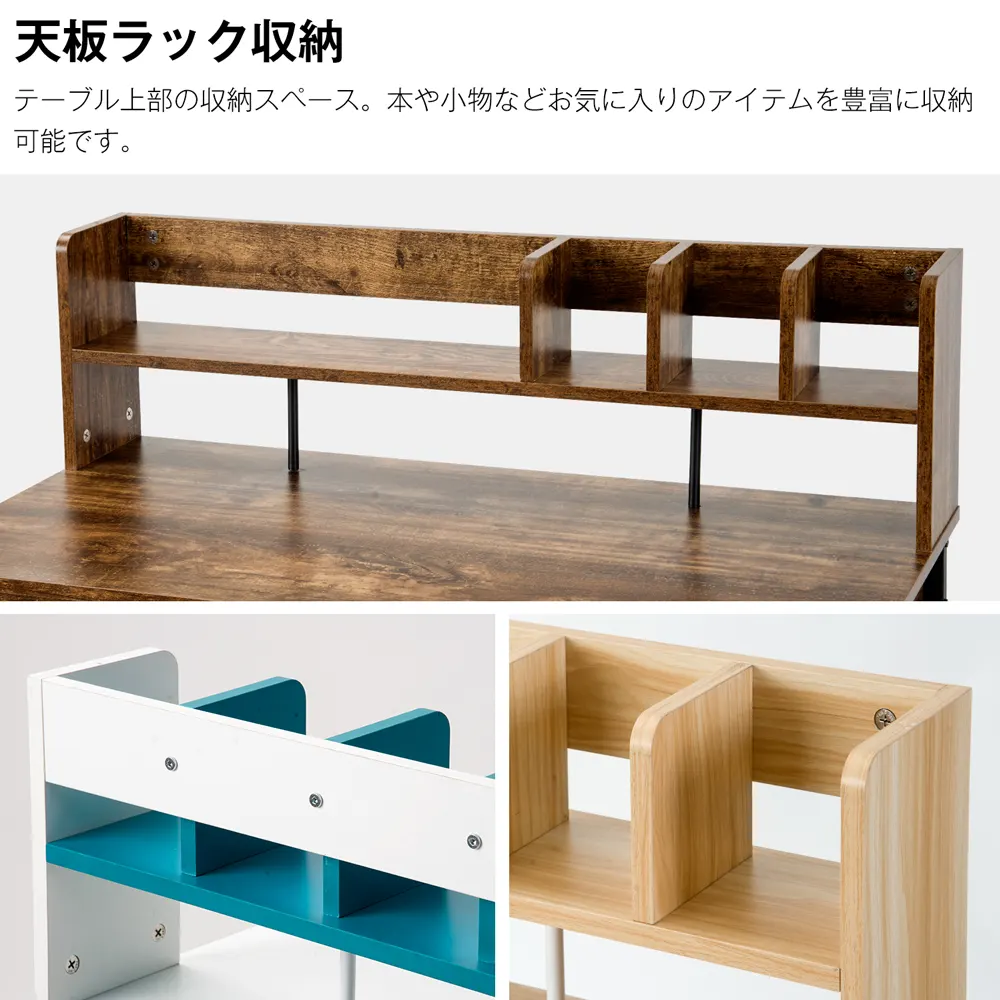 天板ラック収納
テーブル上部の収納スペース。本や小物などお気に入りのアイテムを豊富に収納
可能です。